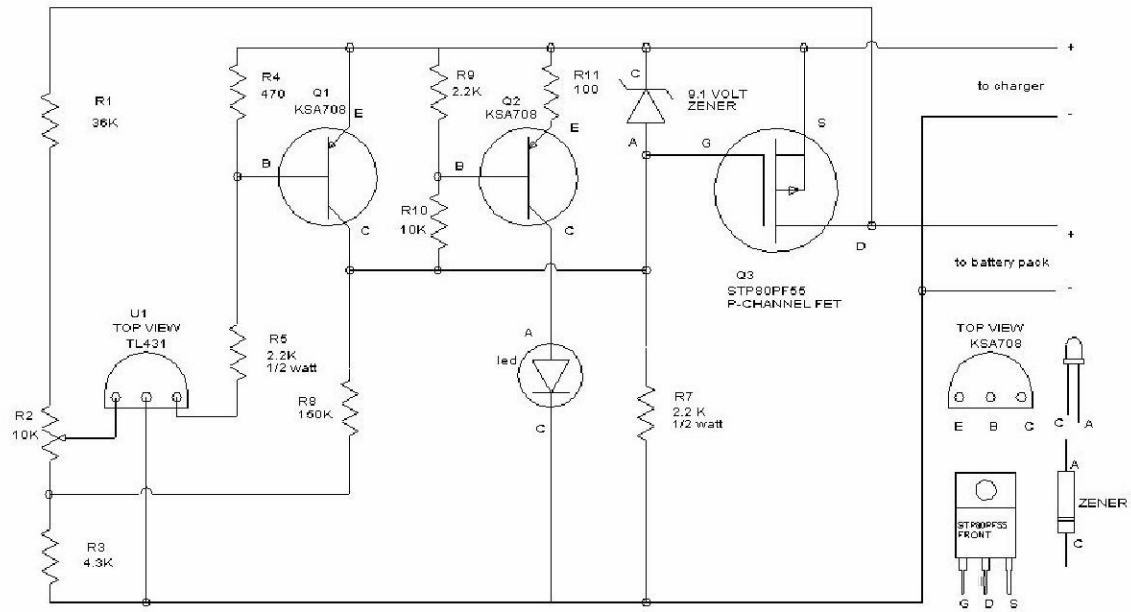 R1
36K
R4
470
Q1
KSA708
E
B
C
R9
2.2K
Q2
KSA708
R11
100
E
B
C
R10
10K
C
9.1 VOLT
ZENER
A
G
S
D
Q3
STP80PF55
P-CHANNEL FET
+
to charger
-
+
to battery pack
-
U1
TOP VIEW
TL431
R5
2.2K
1/2 watt
R2
10K
R8
160K
A
led
C
R7
2.2 K
1/2 watt
R3
4.3K
TOP VIEW
KSA708
E B C
C A
STP80PF55
FRONT
G D S
A
ZENER
C